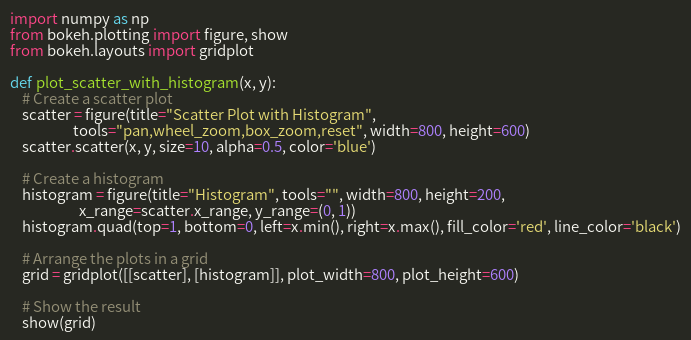 import numpy as np
from bokeh.plotting import figure, show
from bokeh.layouts import gridplot

def plot_scatter_with_histogram(x, y):
    # Create a scatter plot
    scatter = figure(title="Scatter Plot with Histogram",
                     tools="pan,wheel_zoom,box_zoom,reset", width=800, height=600)
    scatter.scatter(x, y, size=10, alpha=0.5, color='blue')

    # Create a histogram
    histogram = figure(title="Histogram", tools="", width=800, height=200,
                       x_range=scatter.x_range, y_range=(0, 1))
    histogram.quad(top=1, bottom=0, left=x.min(), right=x.max(), fill_color='red', line_color='black')

    # Arrange the plots in a grid
    grid = gridplot([[scatter], [histogram]], plot_width=800, plot_height=600)

    # Show the result
    show(grid)